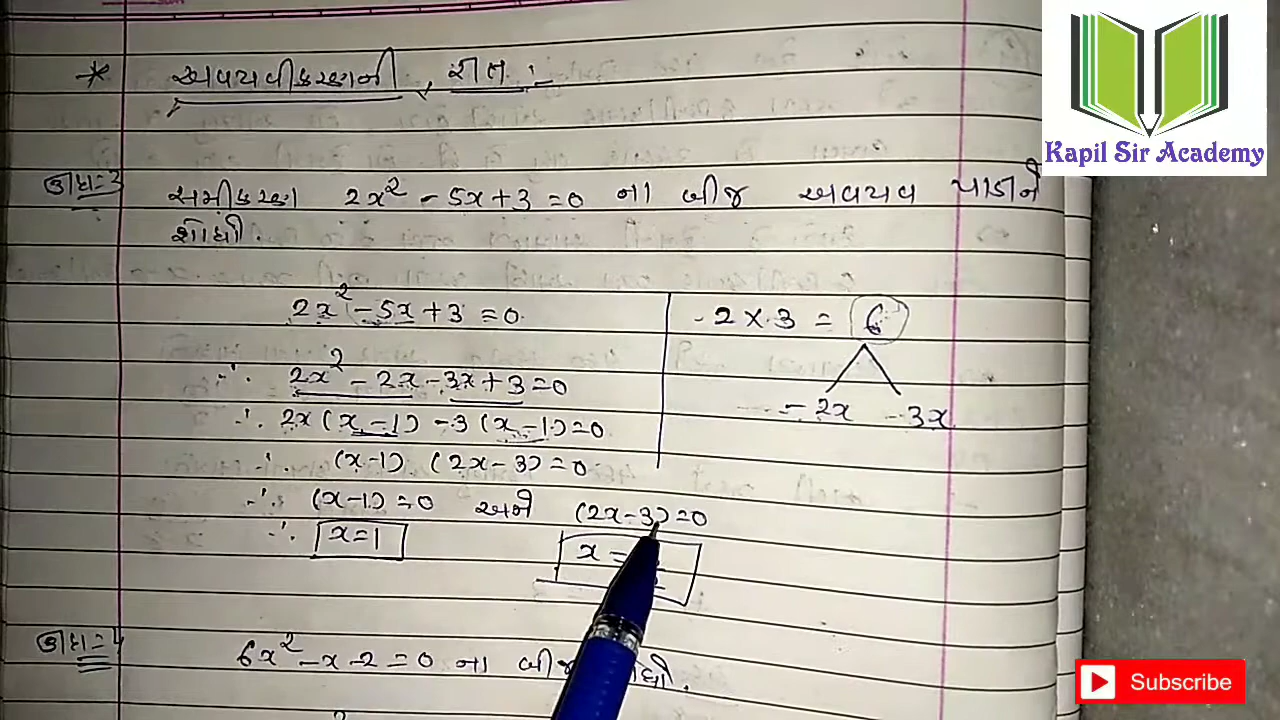 * અવયવીકરણની રીત :-
Kapil Sir Academy
ઉદા-3 સમીકરણ 2x² - 5x + 3 = 0 ના બીજ અવયવ પાડીને
શોધો.
2x² - 5x + 3 = 0
2 × 3 = 6
∴ 2x² - 2x - 3x + 3 = 0
- 2x - 3x
∴ 2x (x - 1) - 3 (x - 1) = 0
∴ (x-1) (2x - 3) = 0
∴ (x-1) = 0 અને (2x-3) = 0
∴ x = 1 x =
ઉદા-4 6x² - x - 2 = 0 ના બીજ
Subscribe